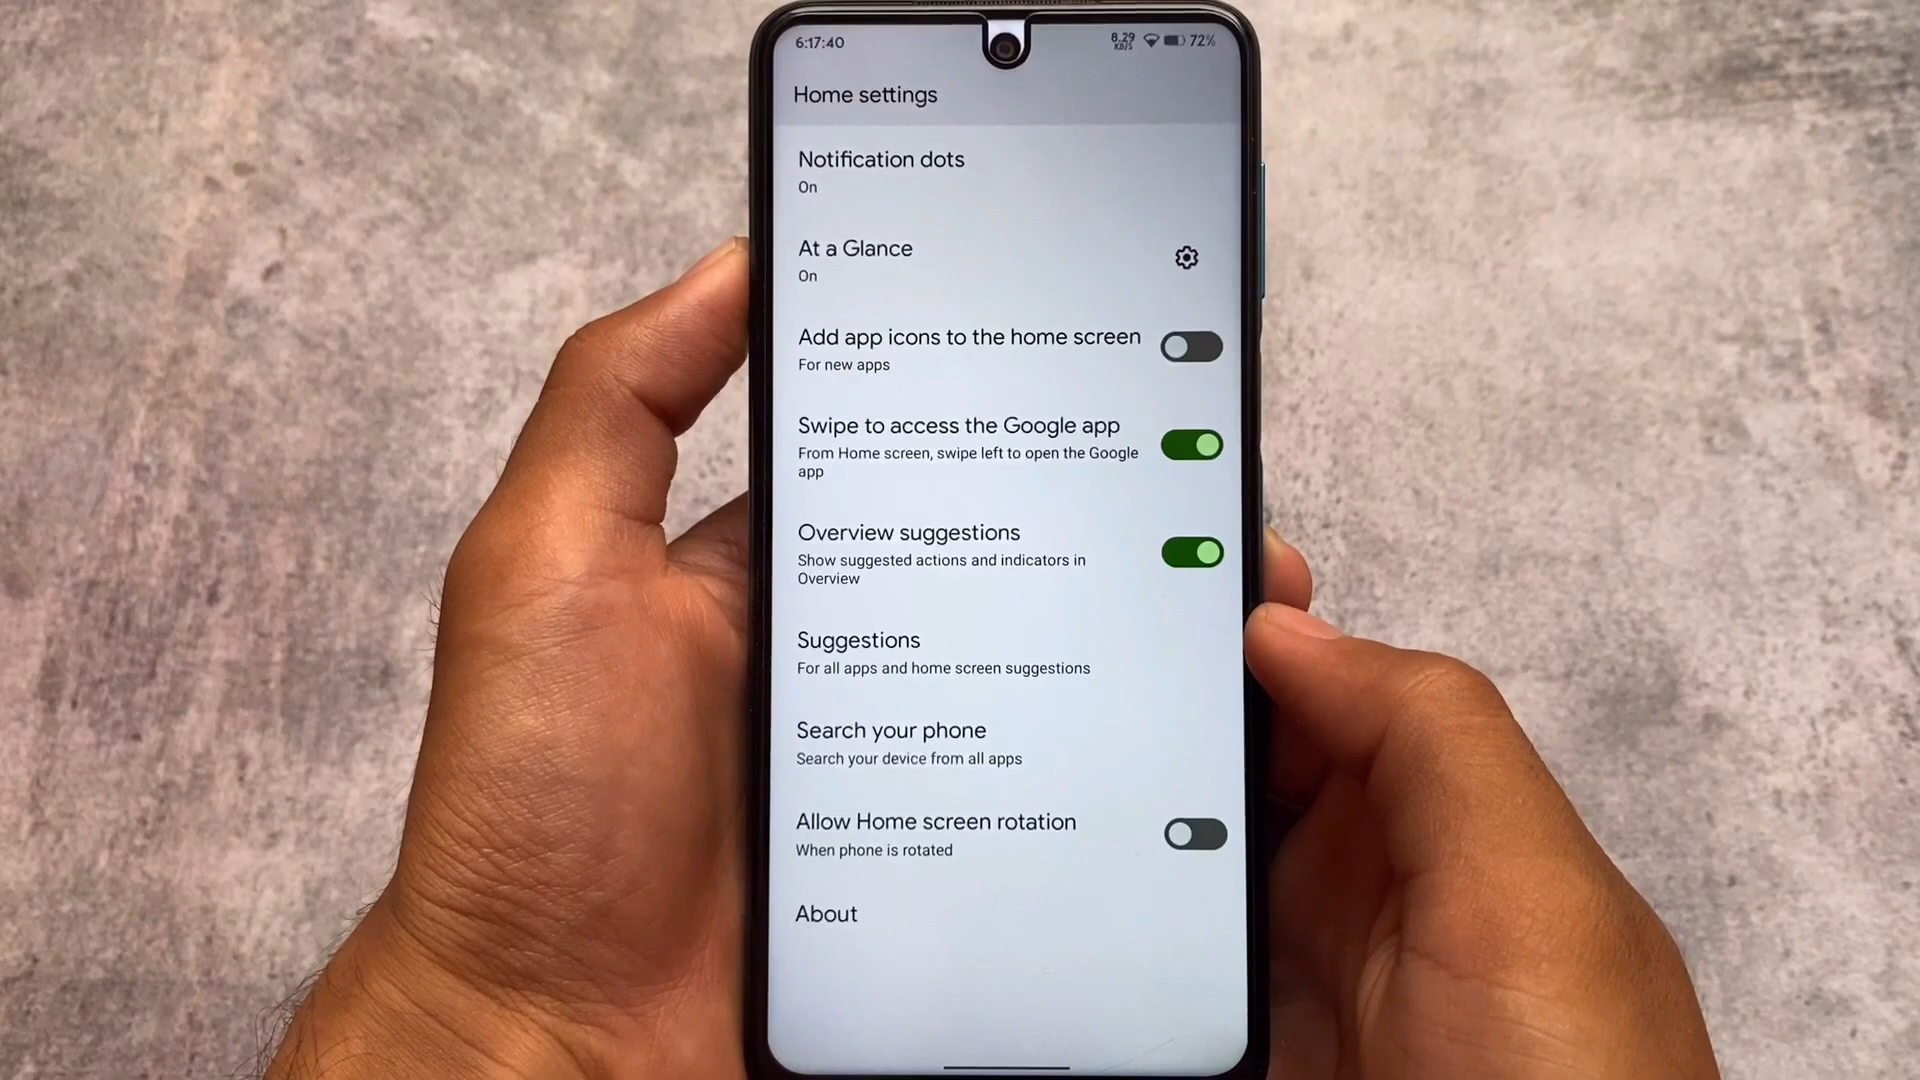 6:17:40
8.29 KB/S 72%
Home settings
Notification dots
On
At a Glance
On
Add app icons to the home screen
For new apps
Swipe to access the Google app
From Home screen, swipe left to open the Google
app
Overview suggestions
Show suggested actions and indicators in
Overview
Suggestions
For all apps and home screen suggestions
Search your phone
Search your device from all apps
Allow Home screen rotation
When phone is rotated
About